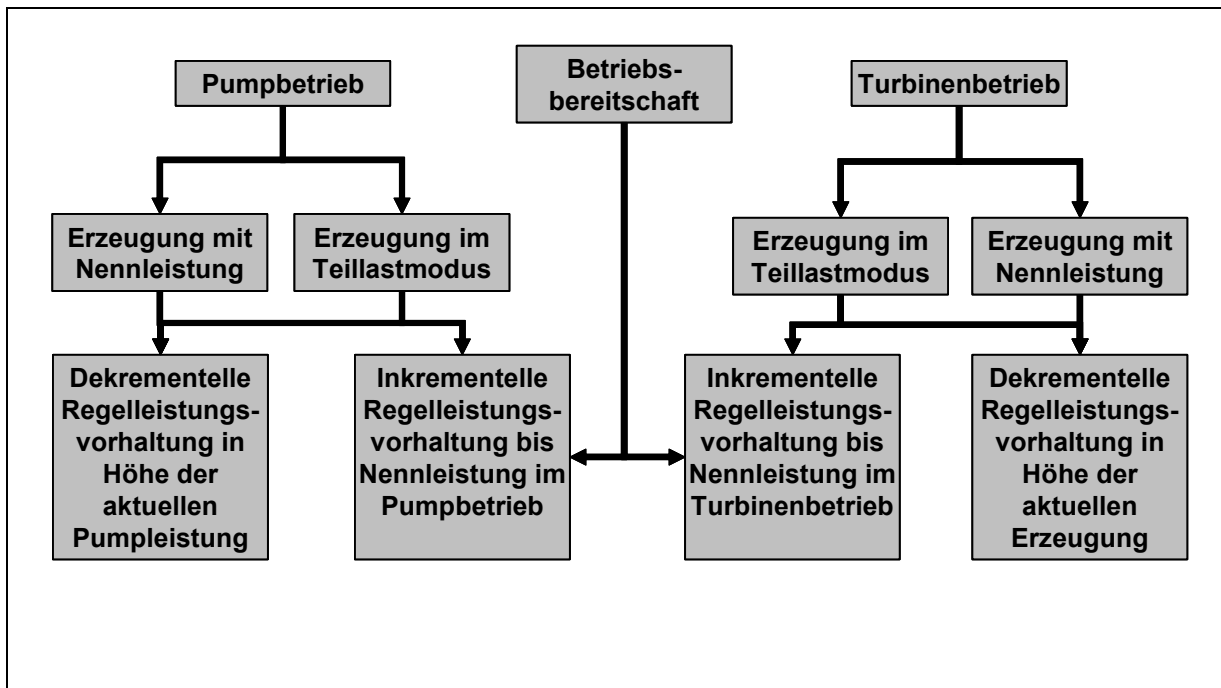 Pumpbetrieb
Betriebs-
bereitschaft
Turbinenbetrieb
Erzeugung mit
Nennleistung
Erzeugung im
Teillastmodus
Erzeugung im
Teillastmodus
Erzeugung mit
Nennleistung
Dekrementelle
Regelleistungs-
vorhaltung in
Höhe der
aktuellen
Pumpleistung
Inkrementelle
Regelleistungs-
vorhaltung bis
Nennleistung im
Pumpbetrieb
Inkrementelle
Regelleistungs-
vorhaltung bis
Nennleistung im
Turbinenbetrieb
Dekrementelle
Regelleistungs-
vorhaltung in
Höhe der
aktuellen
Erzeugung